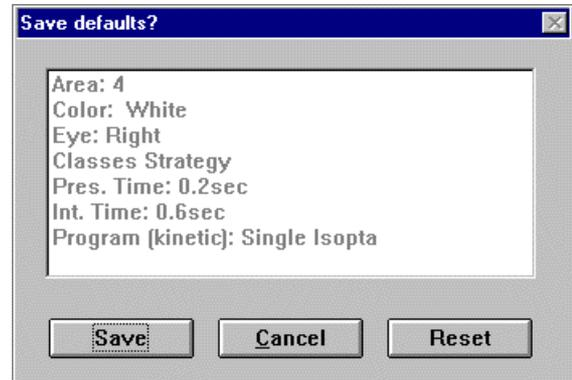 Save defaults?
Area: 4
Color:  White
Eye: Right
Classes Strategy
Pres. Time: 0.2sec
Int. Time: 0.6sec
Program (kinetic): Single Isopta
Save Cancel Reset